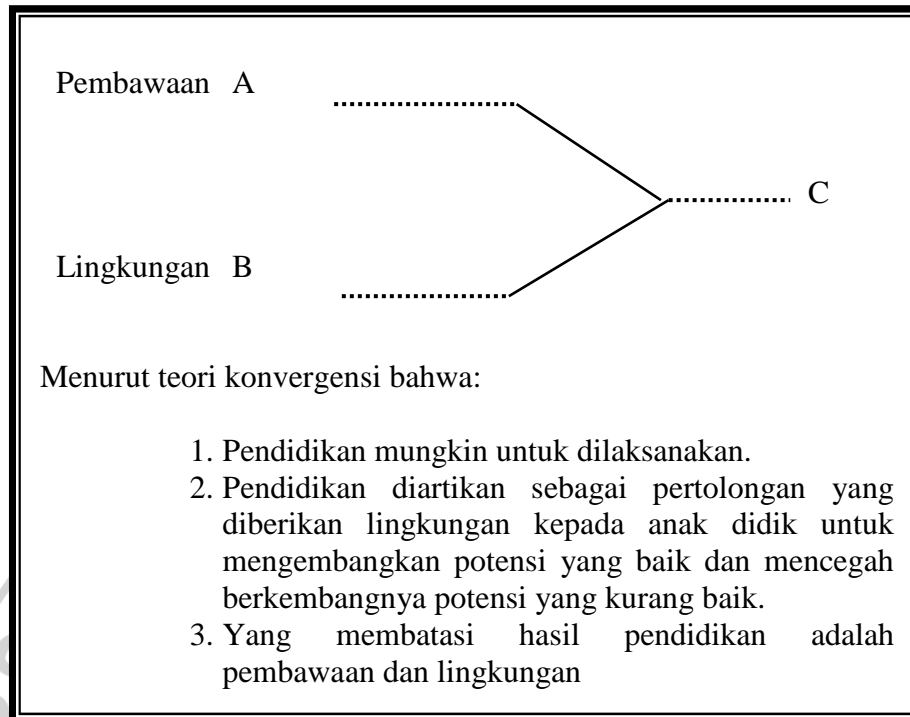 Pembawaan A
C
Lingkungan B
Menurut teori konvergensi bahwa:
1. Pendidikan mungkin untuk dilaksanakan.
2. Pendidikan diartikan sebagai pertolongan yang
diberikan lingkungan kepada anak didik untuk
mengembangkan potensi yang baik dan mencegah
berkembangnya potensi yang kurang baik.
3. Yang membatasi hasil pendidikan adalah
pembawaan dan lingkungan